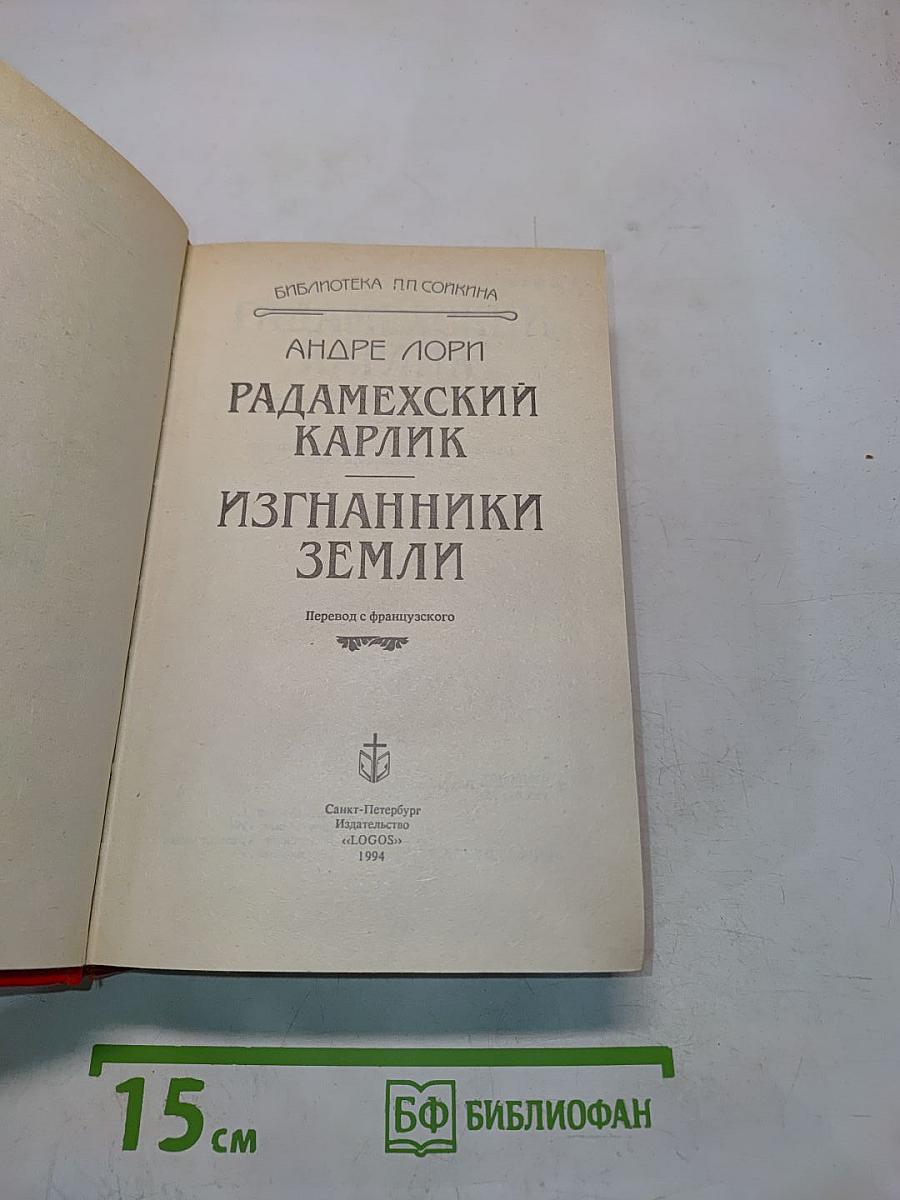 БИБЛИОТЕКА П.П. СОЙКИНА
АНДРЕ ЛОРИ
РАДАМЕХСКИЙ
КАРЛИК
ИЗГНАННИКИ
ЗЕМЛИ
Перевод с французского
Санкт-Петербург
Издательство
«LOGOS»
1994
15 см
БФ БИБЛИОФАН